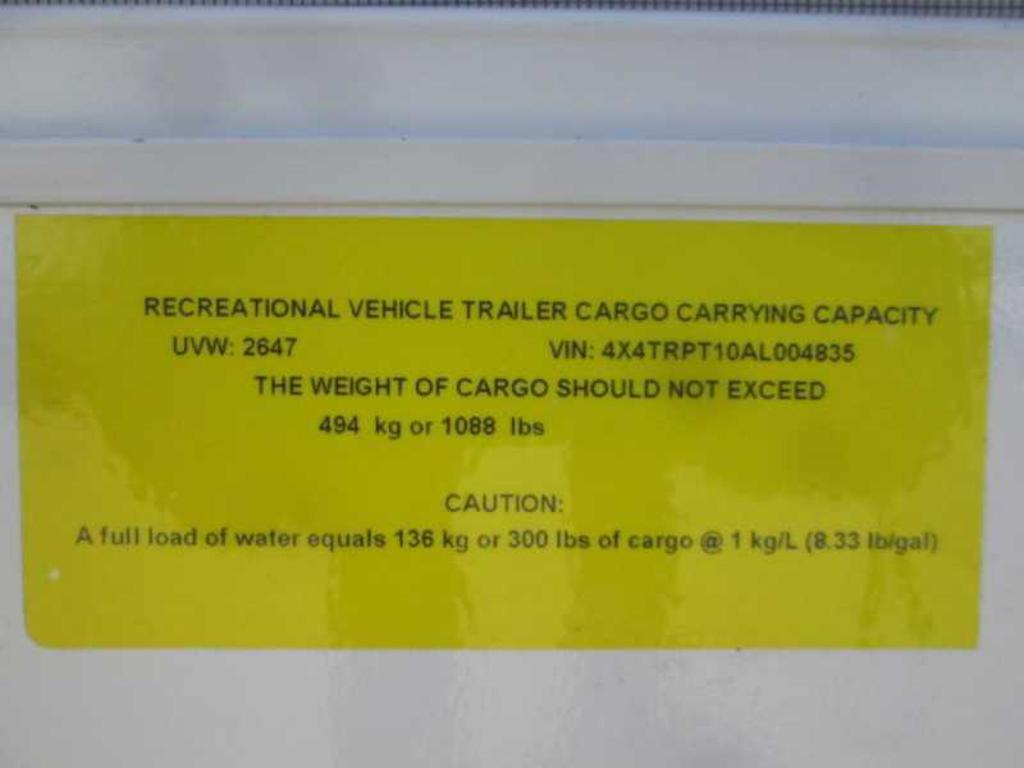 RECREATIONAL VEHICLE TRAILER CARGO CARRYING CAPACITY
UVW: 2647 VIN: 4X4TRPT10AL004835
THE WEIGHT OF CARGO SHOULD NOT EXCEED
494 kg or 1088 lbs
CAUTION:
A full load of water equals 136 kg or 300 lbs of cargo @ 1 kg/L (8.33 lb/gal)